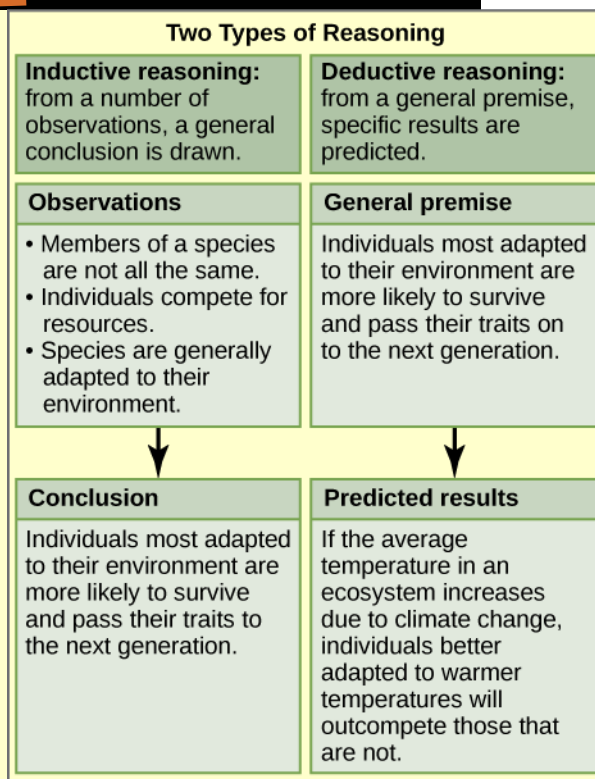 Two Types of Reasoning
Inductive reasoning:
from a number of
observations, a general
conclusion is drawn.
Deductive reasoning:
from a general premise,
specific results are
predicted.
Observations
• Members of a species
are not all the same.
• Individuals compete for
resources.
• Species are generally
adapted to their
environment.
General premise
Individuals most adapted
to their environment are
more likely to survive
and pass their traits on
to the next generation.
Conclusion
Individuals most adapted
to their environment are
more likely to survive
and pass their traits to
the next generation.
Predicted results
If the average
temperature in an
ecosystem increases
due to climate change,
individuals better
adapted to warmer
temperatures will
outcompete those that
are not.